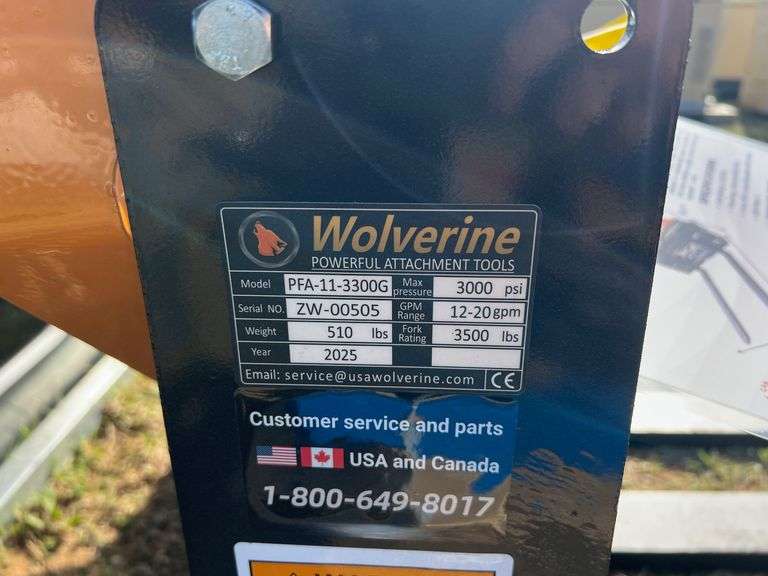 Wolverine
POWERFUL ATTACHMENT TOOLS
Model PFA-11-3300G Max pressure 3000 psi
Serial NO. ZW-00505 GPM Range 12-20 gpm
Weight 510 lbs Fork Rating 3500 lbs
Year 2025
Email: service@usawolverine.com CE
Customer service and parts
USA and Canada
1-800-649-8017